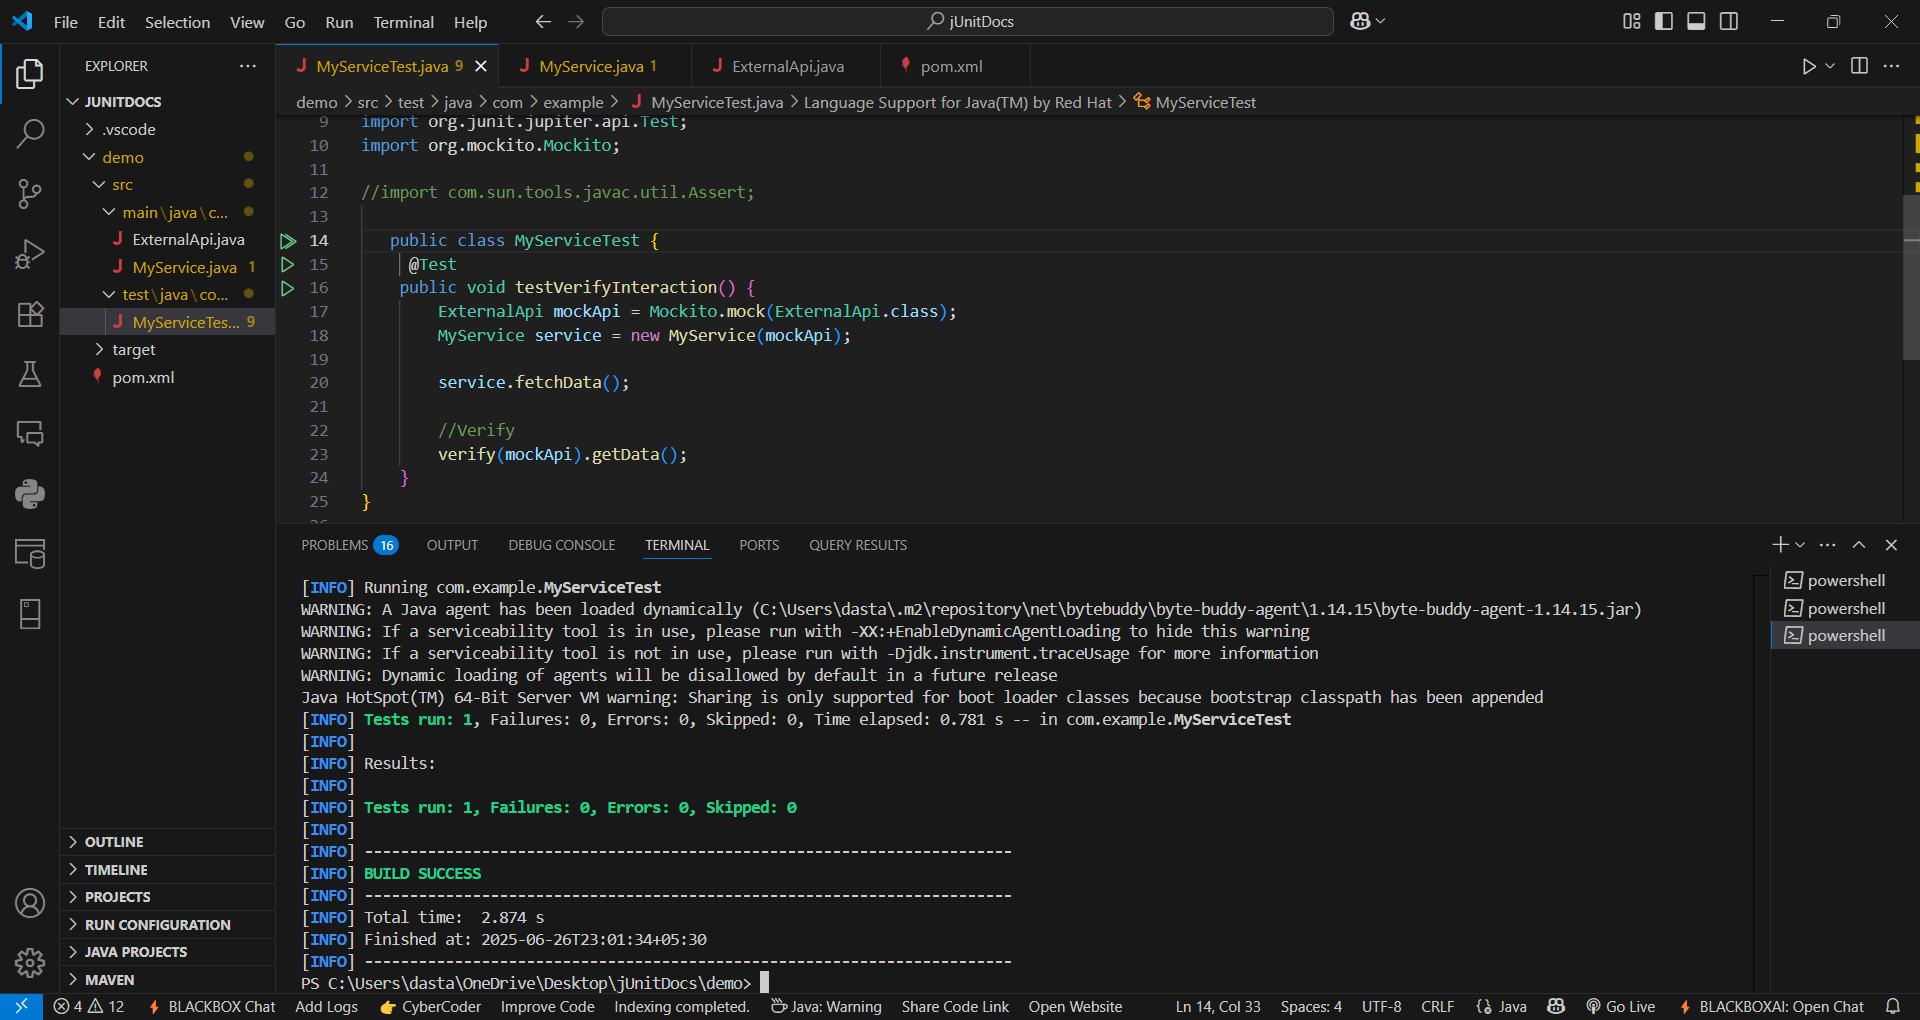 File Edit Selection View Go Run Terminal Help
jUnitDocs
EXPLORER
JUNITDOCS
.vscode
demo
src
main\java\c...
ExternalApi.java
MyService.java 1
test\java\co...
MyServiceTes... 9
target
pom.xml
OUTLINE
TIMELINE
PROJECTS
RUN CONFIGURATION
JAVA PROJECTS
MAVEN
MyServiceTest.java 9
MyService.java 1
ExternalApi.java
pom.xml
demo > src > test > java > com > example > MyServiceTest.java > Language Support for Java(TM) by Red Hat > MyServiceTest
9 import org.junit.jupiter.api.Test;
10 import org.mockito.Mockito;
11
12 //import com.sun.tools.javac.util.Assert;
13
14 public class MyServiceTest {
15 @Test
16 public void testVerifyInteraction() {
17 ExternalApi mockApi = Mockito.mock(ExternalApi.class);
18 MyService service = new MyService(mockApi);
19
20 service.fetchData();
21
22 //Verify
23 verify(mockApi).getData();
24 }
25 }
PROBLEMS 16 OUTPUT DEBUG CONSOLE TERMINAL PORTS QUERY RESULTS
[INFO] Running com.example.MyServiceTest
WARNING: A Java agent has been loaded dynamically (C:\Users\dasta\.m2\repository\net\bytebuddy\byte-buddy-agent\1.14.15\byte-buddy-agent-1.14.15.jar)
WARNING: If a serviceability tool is in use, please run with -XX:+EnableDynamicAgentLoading to hide this warning
WARNING: If a serviceability tool is not in use, please run with -Djdk.instrument.traceUsage for more information
WARNING: Dynamic loading of agents will be disallowed by default in a future release
Java HotSpot(TM) 64-Bit Server VM warning: Sharing is only supported for boot loader classes because bootstrap classpath has been appended
[INFO] Tests run: 1, Failures: 0, Errors: 0, Skipped: 0, Time elapsed: 0.781 s -- in com.example.MyServiceTest
[INFO]
[INFO] Results:
[INFO]
[INFO] Tests run: 1, Failures: 0, Errors: 0, Skipped: 0
[INFO]
[INFO] ------------------------------------------------------------------------
[INFO] BUILD SUCCESS
[INFO] ------------------------------------------------------------------------
[INFO] Total time:  2.874 s
[INFO] Finished at: 2025-06-26T23:01:34+05:30
[INFO] ------------------------------------------------------------------------
PS C:\Users\dasta\OneDrive\Desktop\jUnitDocs\demo>
powershell
powershell
powershell
4 12 BLACKBOX Chat Add Logs CyberCoder Improve Code Indexing completed. Java: Warning Share Code Link Open Website Ln 14, Col 33 Spaces: 4 UTF-8 CRLF Java Go Live BLACKBOXAI: Open Chat